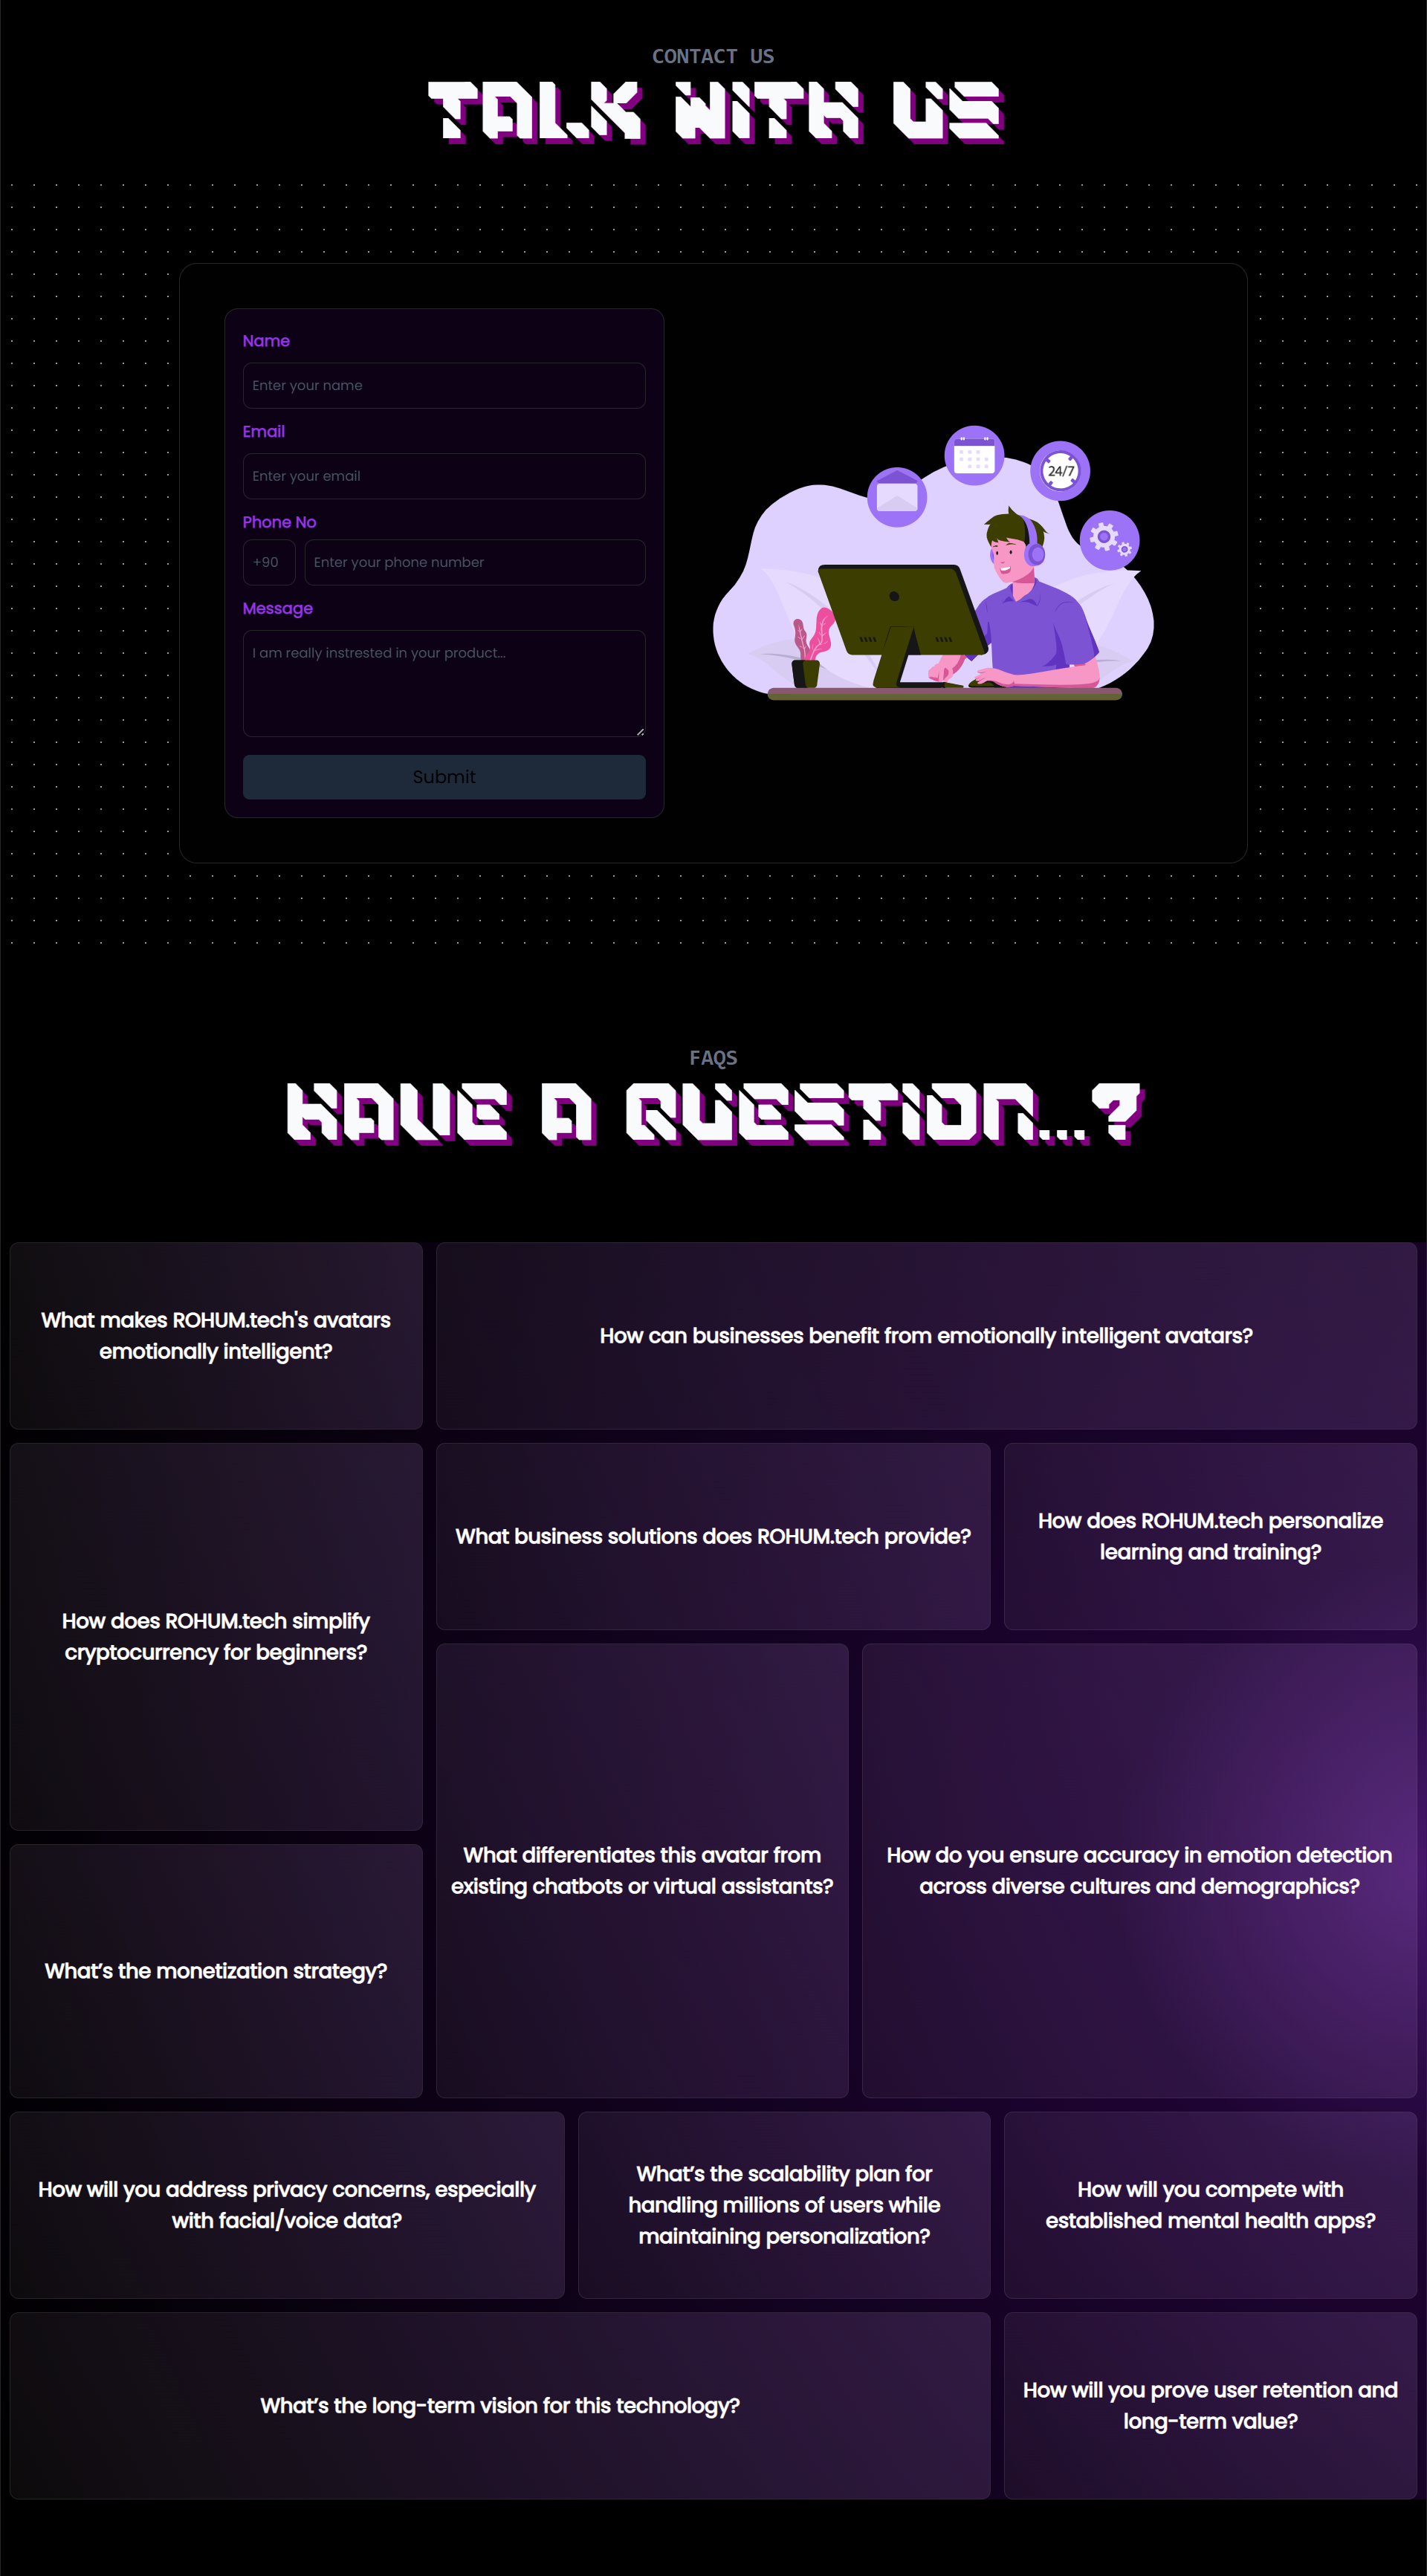 CONTACT US
TALK WITH US
Name
Enter your name
Email
Enter your email
Phone No
+90
Enter your phone number
Message
I am really instrested in your product...
Submit
24/7
FAQS
HAVE A QUESTION...?
What makes ROHUM.tech's avatars
emotionally intelligent?
How can businesses benefit from emotionally intelligent avatars?
How does ROHUM.tech simplify
cryptocurrency for beginners?
What business solutions does ROHUM.tech provide?
How does ROHUM.tech personalize
learning and training?
What differentiates this avatar from
existing chatbots or virtual assistants?
How do you ensure accuracy in emotion detection
across diverse cultures and demographics?
What’s the monetization strategy?
How will you address privacy concerns, especially
with facial/voice data?
What’s the scalability plan for
handling millions of users while
maintaining personalization?
How will you compete with
established mental health apps?
What’s the long-term vision for this technology?
How will you prove user retention and
long-term value?